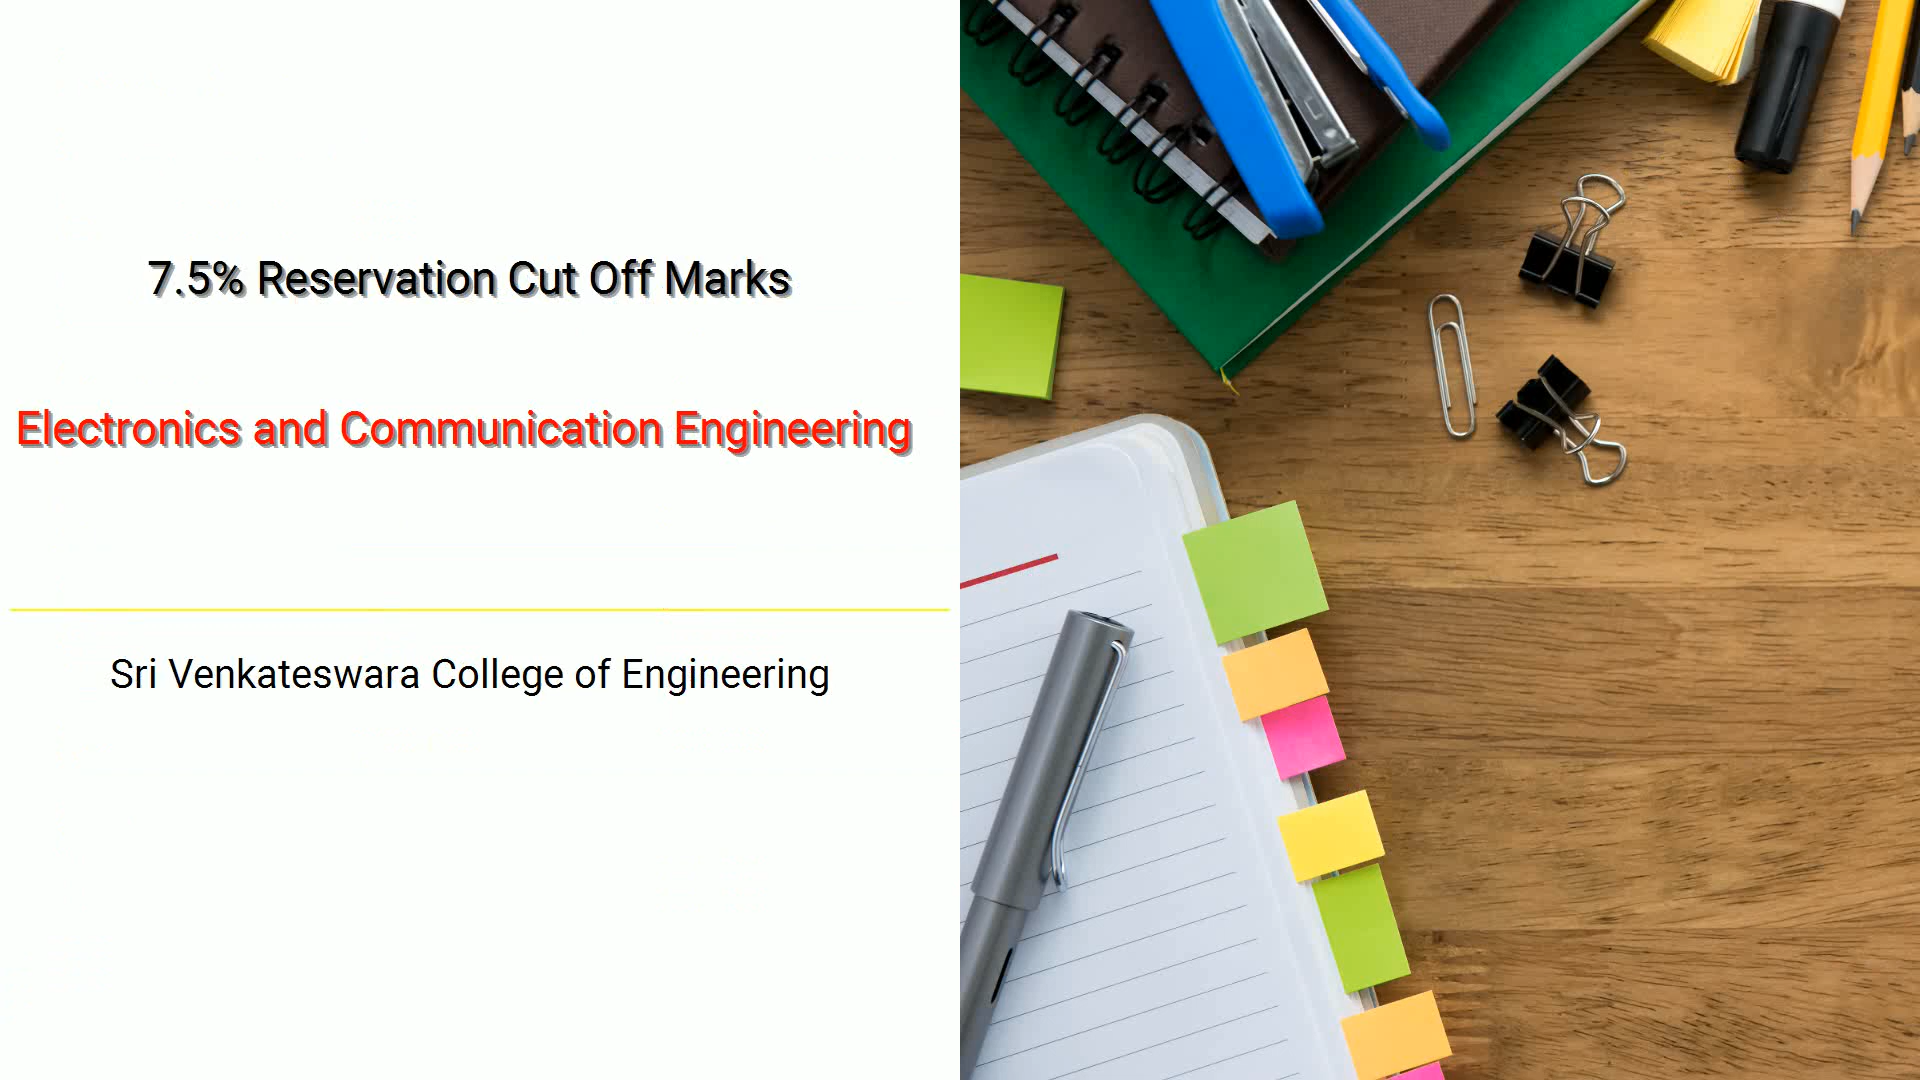 7.5% Reservation Cut Off Marks
Electronics and Communication Engineering
Sri Venkateswara College of Engineering